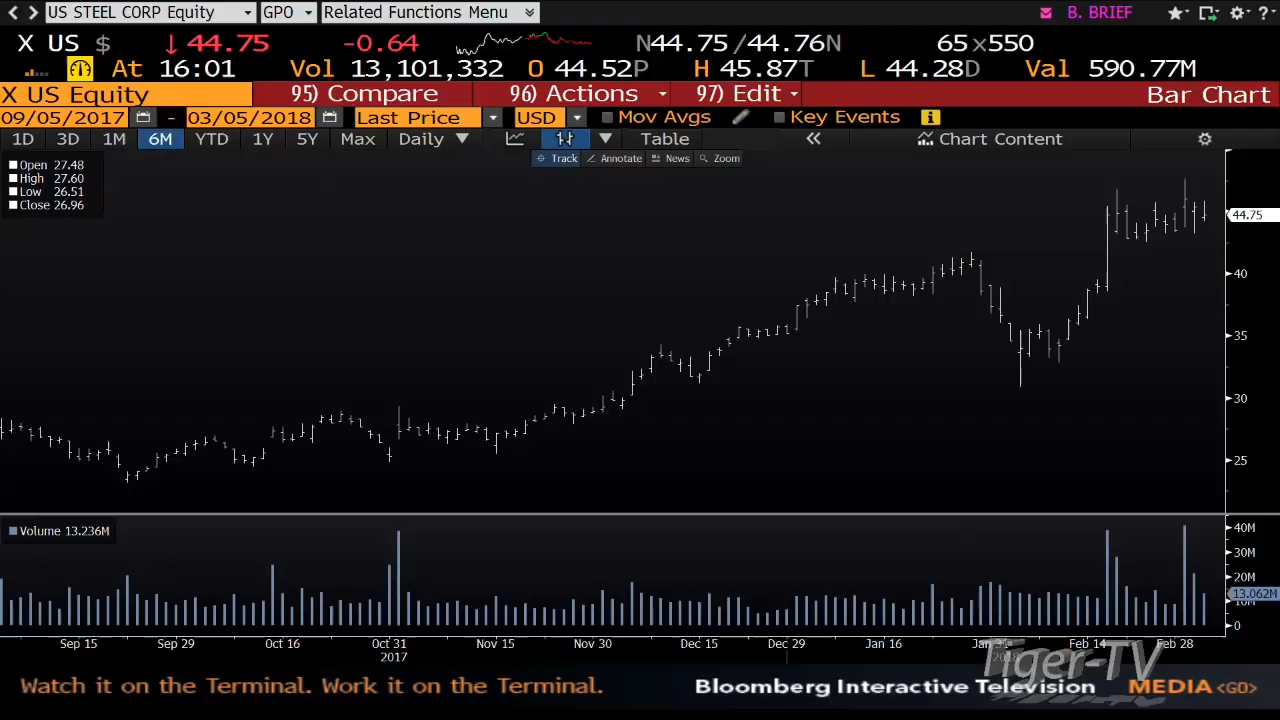 US STEEL CORP Equity GPO Related Functions Menu B. BRIEF
X US $ ↓ 44.75 -0.64 N44.75/44.76N 65x550
At 16:01 Vol 13,101,332 O 44.52P H 45.87T L 44.28D Val 590.77M
X US Equity 95) Compare 96) Actions 97) Edit Bar Chart
09/05/2017 - 03/05/2018 Last Price USD Mov Avgs Key Events
1D 3D 1M 6M YTD 1Y 5Y Max Daily Table « Chart Content
Track Annotate News Zoom
Open 27.48
High 27.60
Low 26.51
Close 26.96
44.75
40
35
30
25
Volume 13.236M
40M
30M
20M
13.062M
10M
0
Sep 15 Sep 29 Oct 16 Oct 31 Nov 15 Nov 30 Dec 15 Dec 29 Jan 16 Jan 31 Feb 14 Feb 28
2017 2018
Tiger-TV
Watch it on the Terminal. Work it on the Terminal. Bloomberg Interactive Television MEDIA <GO>